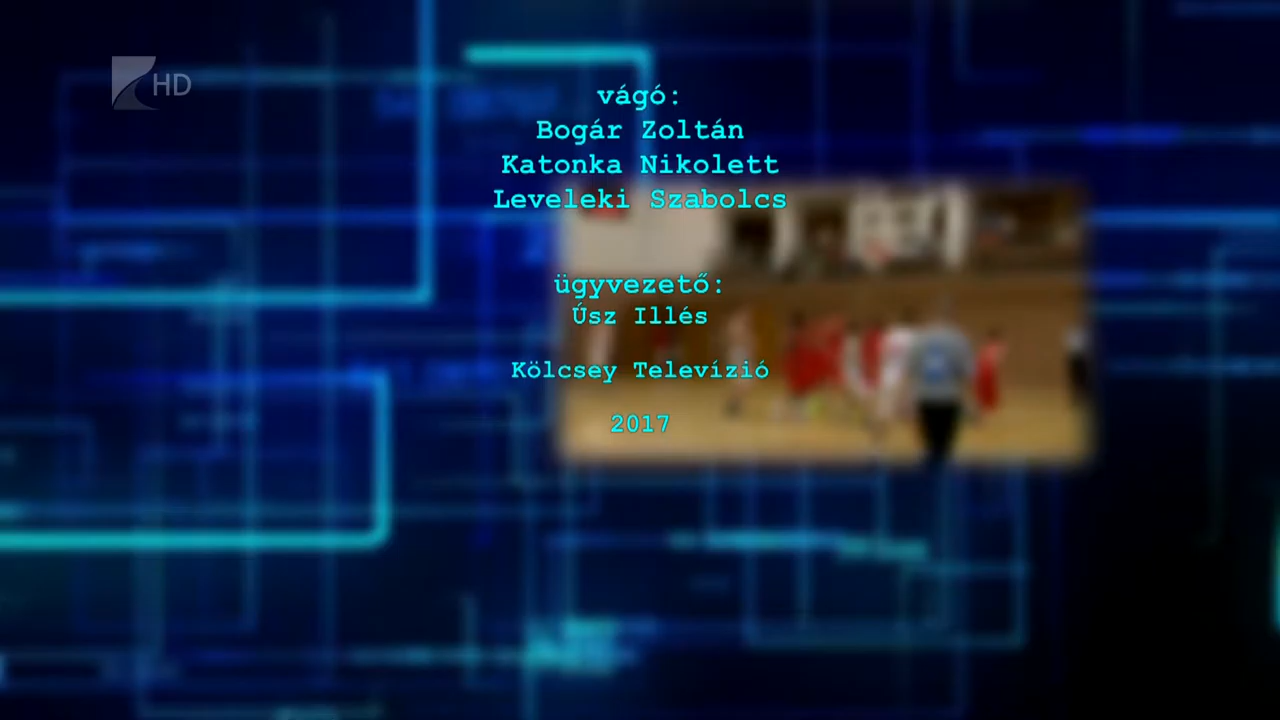 HD
vágó:
Bogár Zoltán
Katonka Nikolett
Leveleki Szabolcs
ügyvezető:
Úsz Illés
Kölcsey Televízió
2017